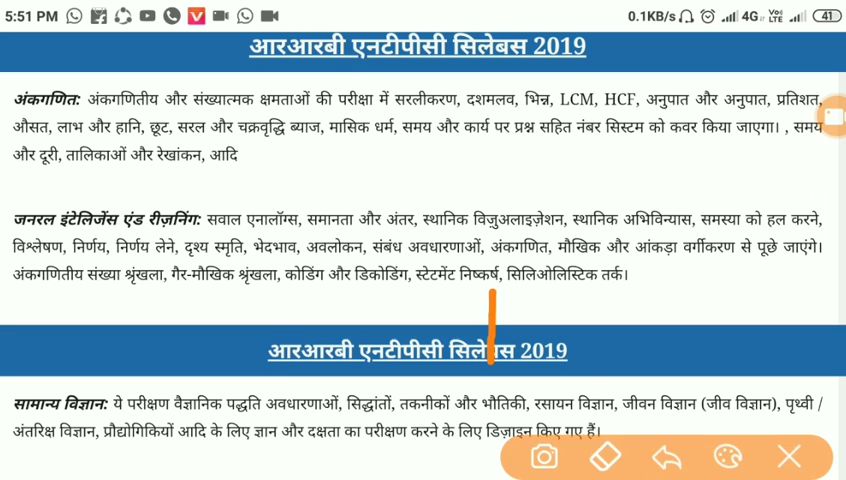 5:51 PM 0.1KB/s 4G VoLTE 41
आरआरबी एनटीपीसी सिलेबस 2019
अंकगणित: अंकगणितीय और संख्यात्मक क्षमताओं की परीक्षा में सरलीकरण, दशमलव, भिन्न, LCM, HCF, अनुपात और अनुपात, प्रतिशत,
औसत, लाभ और हानि, छूट, सरल और चक्रवृद्धि ब्याज, मासिक धर्म, समय और कार्य पर प्रश्न सहित नंबर सिस्टम को कवर किया जाएगा। , समय
और दूरी, तालिकाओं और रेखांकन, आदि
जनरल इंटेलिजेंस एंड रीज़निंग: सवाल एनालॉग्स, समानता और अंतर, स्थानिक विज़ुअलाइज़ेशन, स्थानिक अभिविन्यास, समस्या को हल करने,
विश्लेषण, निर्णय, निर्णय लेने, दृश्य स्मृति, भेदभाव, अवलोकन, संबंध अवधारणाओं, अंकगणित, मौखिक और आंकड़ा वर्गीकरण से पूछे जाएंगे।
अंकगणितीय संख्या श्रृंखला, गैर-मौखिक श्रृंखला, कोडिंग और डिकोडिंग, स्टेटमेंट निष्कर्ष, सिलिओलिस्टिक तर्क।
आरआरबी एनटीपीसी सिलेबस 2019
सामान्य विज्ञान: ये परीक्षण वैज्ञानिक पद्धति अवधारणाओं, सिद्धांतों, तकनीकों और भौतिकी, रसायन विज्ञान, जीवन विज्ञान (जीव विज्ञान), पृथ्वी /
अंतरिक्ष विज्ञान, प्रौद्योगिकियों आदि के लिए ज्ञान और दक्षता का परीक्षण करने के लिए डिज़ाइन किए गए हैं।